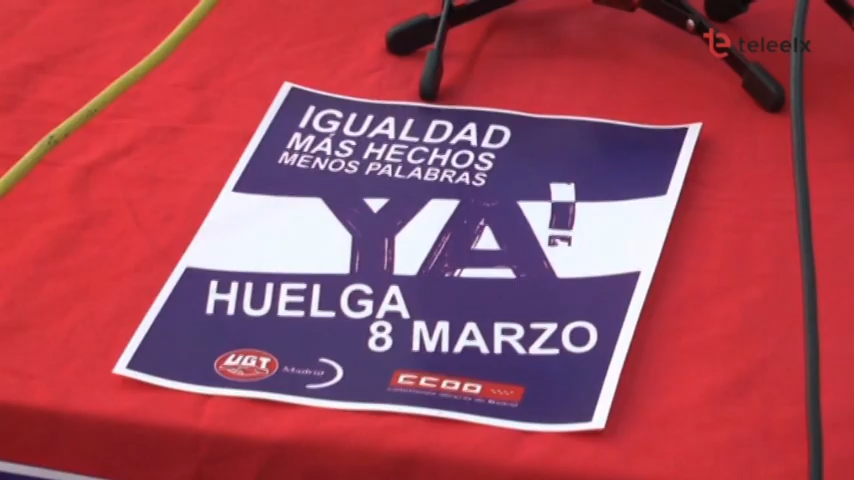 teleelx
IGUALDAD
MÁS HECHOS
MENOS PALABRAS
YA!
HUELGA
8 MARZO
UGT Madrid
CCOO